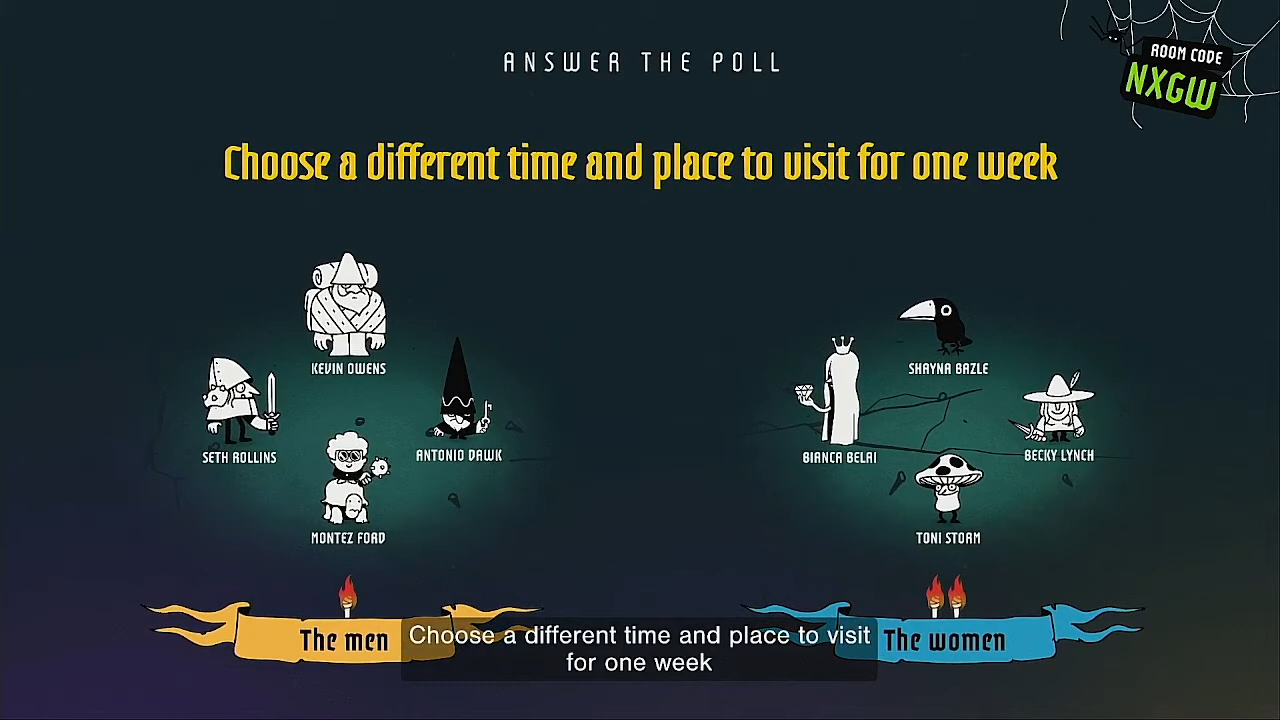 ANSWER THE POLL
ROOM CODE
NXGW
Choose a different time and place to visit for one week
KEVIN OWENS
SHAYNA BAZLE
SETH ROLLINS
ANTONIO DAWK
BIANCA BELAI
BECKY LYNCH
MONTEZ FORD
TONI STORM
The men
The women
Choose a different time and place to visit
for one week